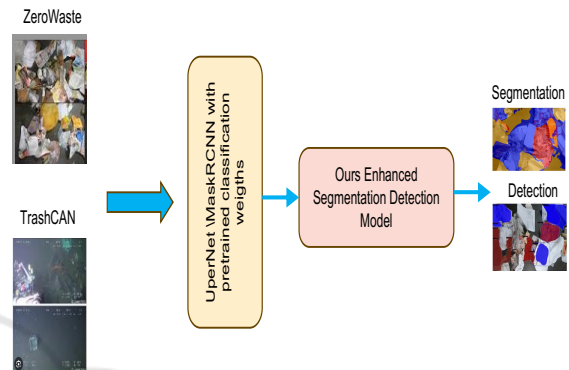 ZeroWaste
TrashCAN
UperNet \MaskRCNN with
pretrained classification
weigths
Ours Enhanced
Segmentation Detection
Model
Segmentation
Detection